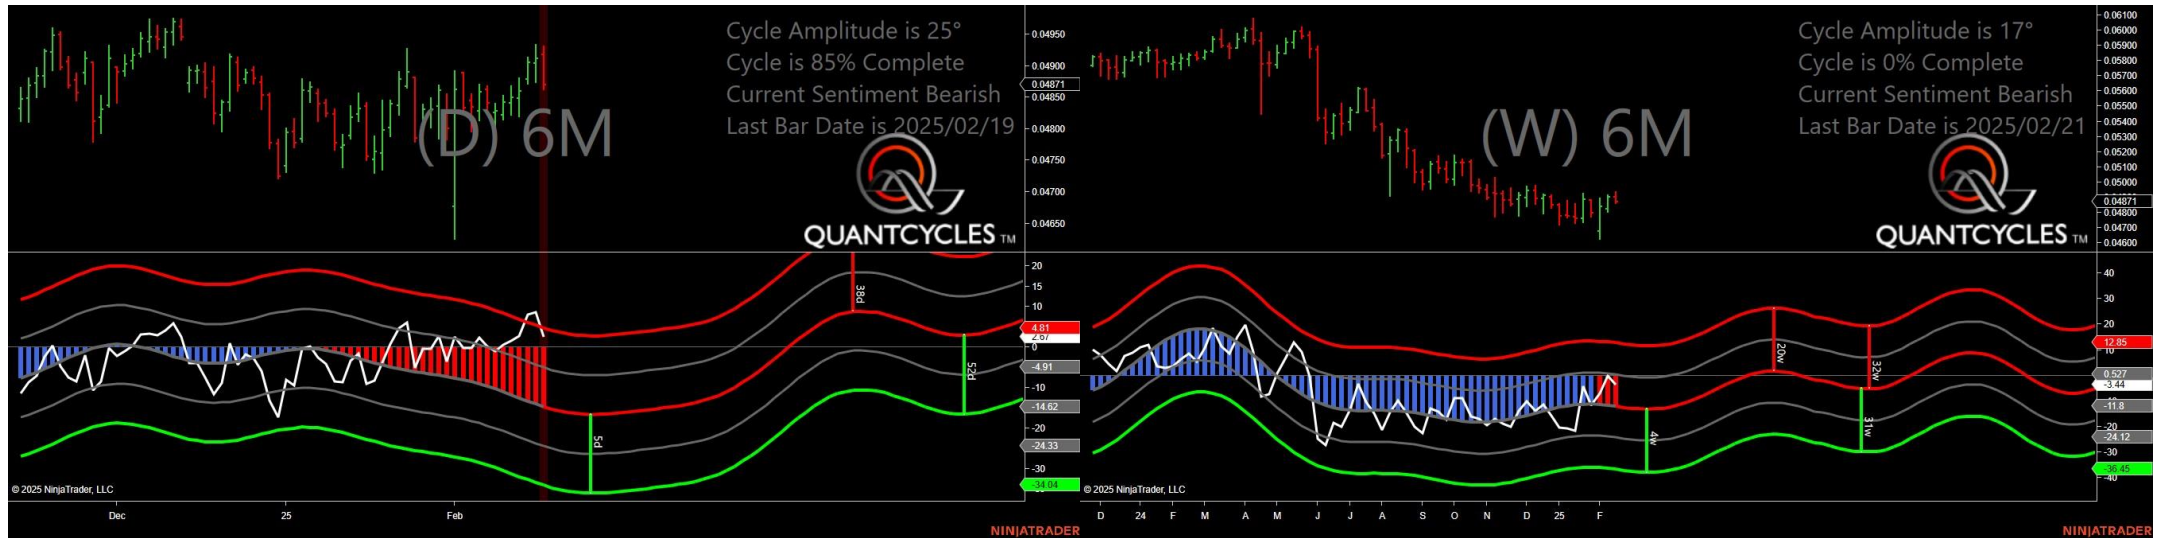 Cycle Amplitude is 25°
Cycle is 85% Complete
Current Sentiment Bearish
Last Bar Date is 2025/02/19
(D) 6M
QUANTCYCLES TM
0.04950
0.04900
0.04871
0.04850
0.04800
0.04750
0.04700
0.04650
38d
52d
5d
20
15
10
4.81
2.67
0
-4.91
-10
-14.62
-20
-24.33
-30
-34.04
© 2025 NinjaTrader, LLC
Dec
25
Feb
NINJATRADER
Cycle Amplitude is 17°
Cycle is 0% Complete
Current Sentiment Bearish
Last Bar Date is 2025/02/21
(W) 6M
QUANTCYCLES TM
0.06100
0.06000
0.05900
0.05800
0.05700
0.05600
0.05500
0.05400
0.05300
0.05200
0.05100
0.05000
0.04871
0.04800
0.04700
0.04600
20w
32w
31w
4w
40
30
20
12.85
10
0.527
-3.44
-11.8
-20
-24.12
-30
-36.45
-40
© 2025 NinjaTrader, LLC
D 24 F M A M J J A S O N D 25 F
NINJATRADER